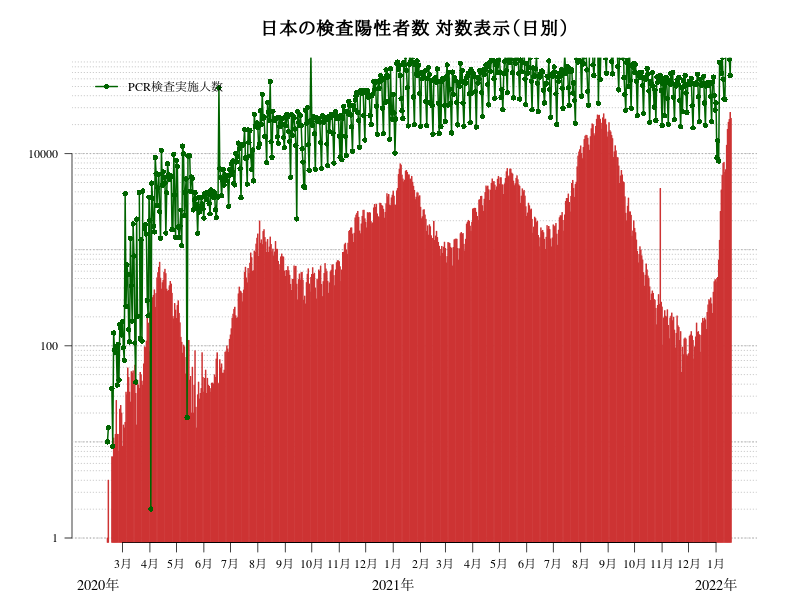 日本の検査陽性者数 対数表示（日別）
PCR検査実施人数
10000
100
1
3月 4月 5月 6月 7月 8月 9月 10月 11月 12月 1月 2月 3月 4月 5月 6月 7月 8月 9月 10月 11月 12月 1月
2020年 2021年 2022年